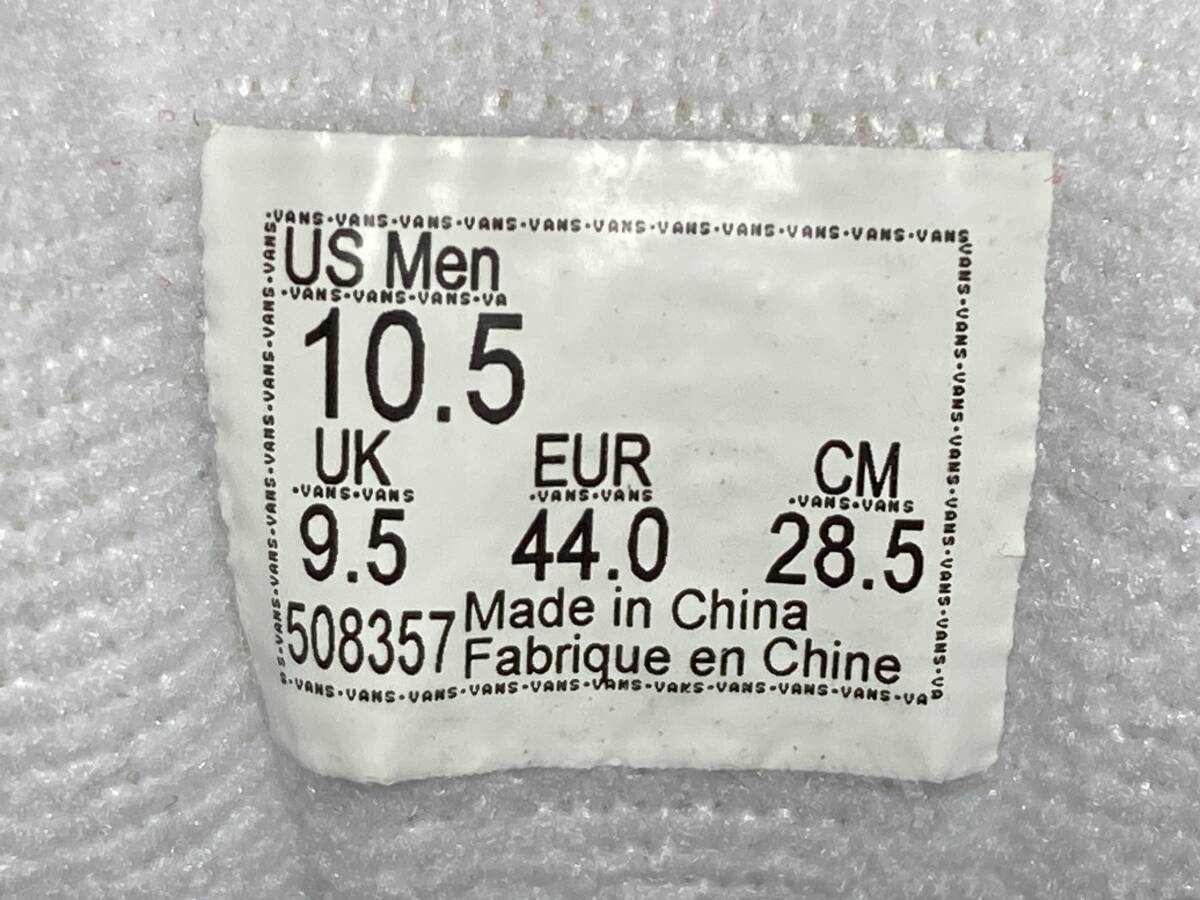 ·VANS·VANS·VANS·VANS·VANS·VANS·VANS·VANS·VANS·VANS·VANS
US Men
·VANS·VANS·VANS·VA
10.5
UK EUR CM
·VANS·VANS ·VANS·VANS ·VANS·VANS
9.5 44.0 28.5
508357 Made in China
Fabrique en Chine
S·VANS·VANS·VANS·VANS·VANS·VANS·VANS·VANS·VANS·VANS·VA